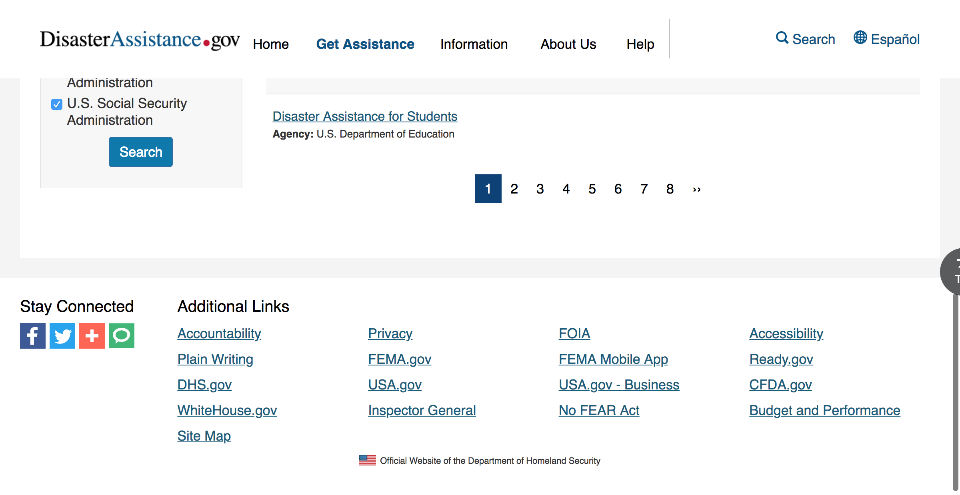 DisasterAssistance.gov
Home Get Assistance Information About Us Help
Search Español
Administration
U.S. Social Security
Administration
Search
Disaster Assistance for Students
Agency: U.S. Department of Education
1 2 3 4 5 6 7 8 ››
Stay Connected
Additional Links
Accountability Privacy FOIA Accessibility
Plain Writing FEMA.gov FEMA Mobile App Ready.gov
DHS.gov USA.gov USA.gov - Business CFDA.gov
WhiteHouse.gov Inspector General No FEAR Act Budget and Performance
Site Map
Official Website of the Department of Homeland Security